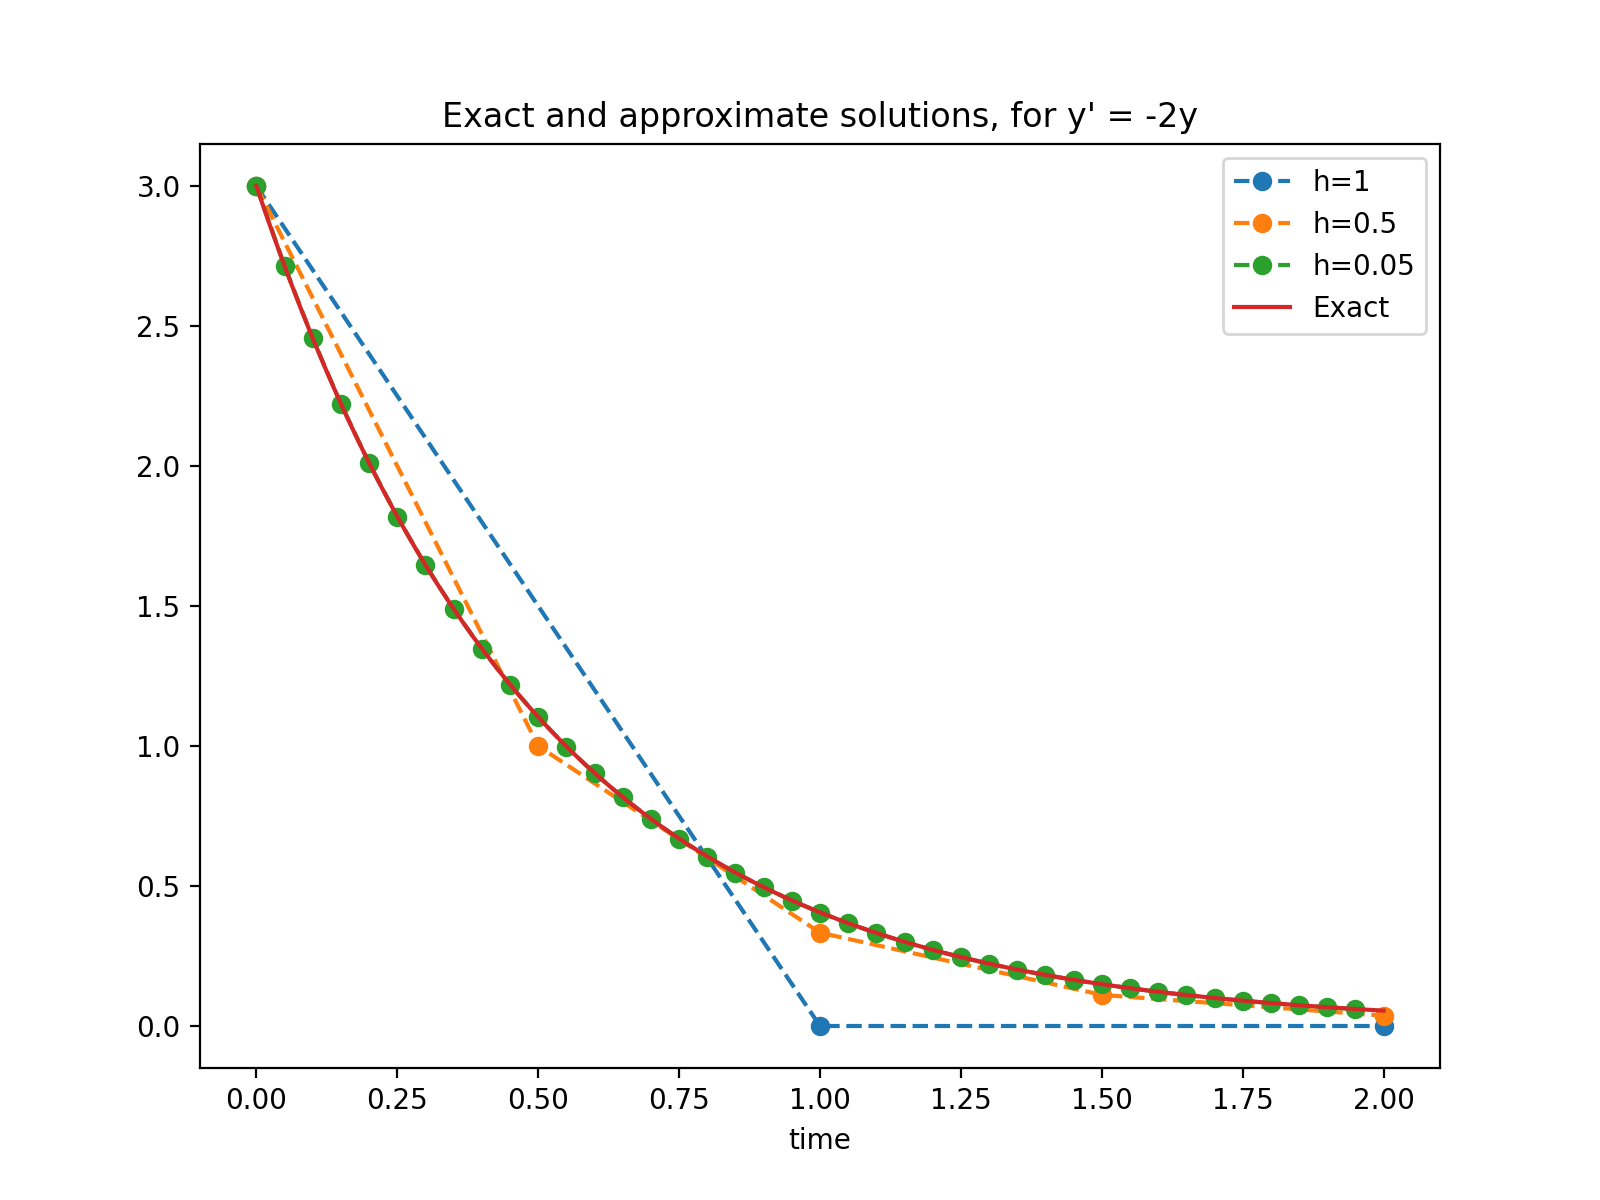 Exact and approximate solutions, for y' = -2y
h=1
h=0.5
h=0.05
Exact
3.0
2.5
2.0
1.5
1.0
0.5
0.0
0.00 0.25 0.50 0.75 1.00 1.25 1.50 1.75 2.00
time